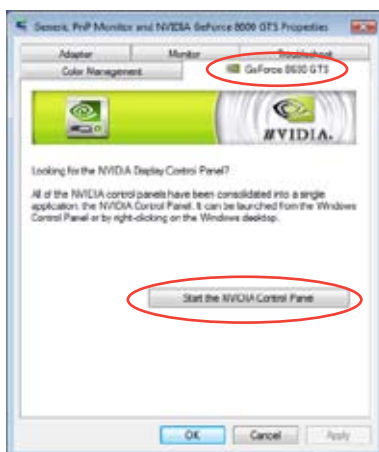 Generic PnP Monitor and NVIDIA GeForce 8600 GTS Properties
Adapter Monitor Troubleshoot
Color Management GeForce 8600 GTS
NVIDIA.
Looking for the NVIDIA Display Control Panel?
All of the NVIDIA control panels have been consolidated into a single
application: the NVIDIA Control Panel. It can be launched from the Windows
Control Panel or by right-clicking on the Windows desktop.
Start the NVIDIA Control Panel
OK Cancel Apply